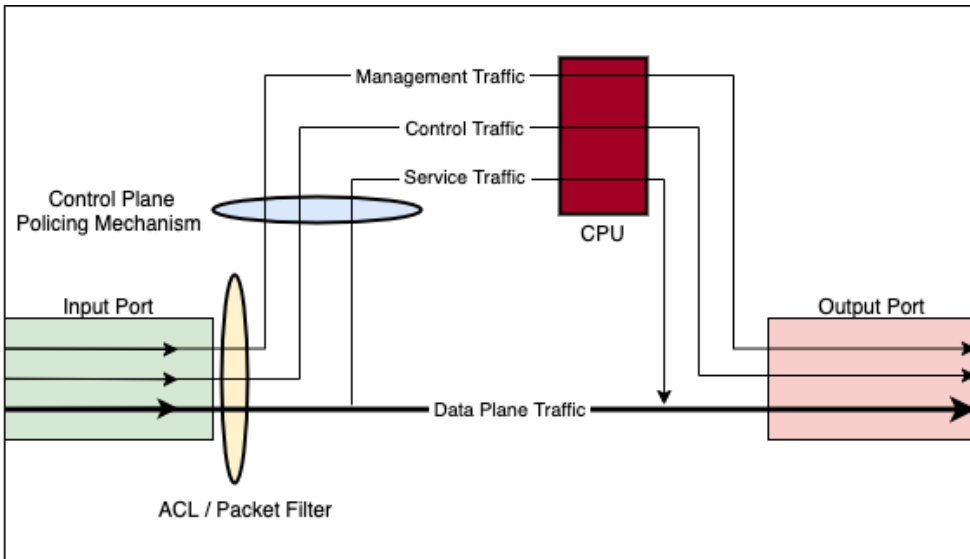 Management Traffic
Control Traffic
Service Traffic
Control Plane
Policing Mechanism
CPU
Input Port
Output Port
Data Plane Traffic
ACL / Packet Filter